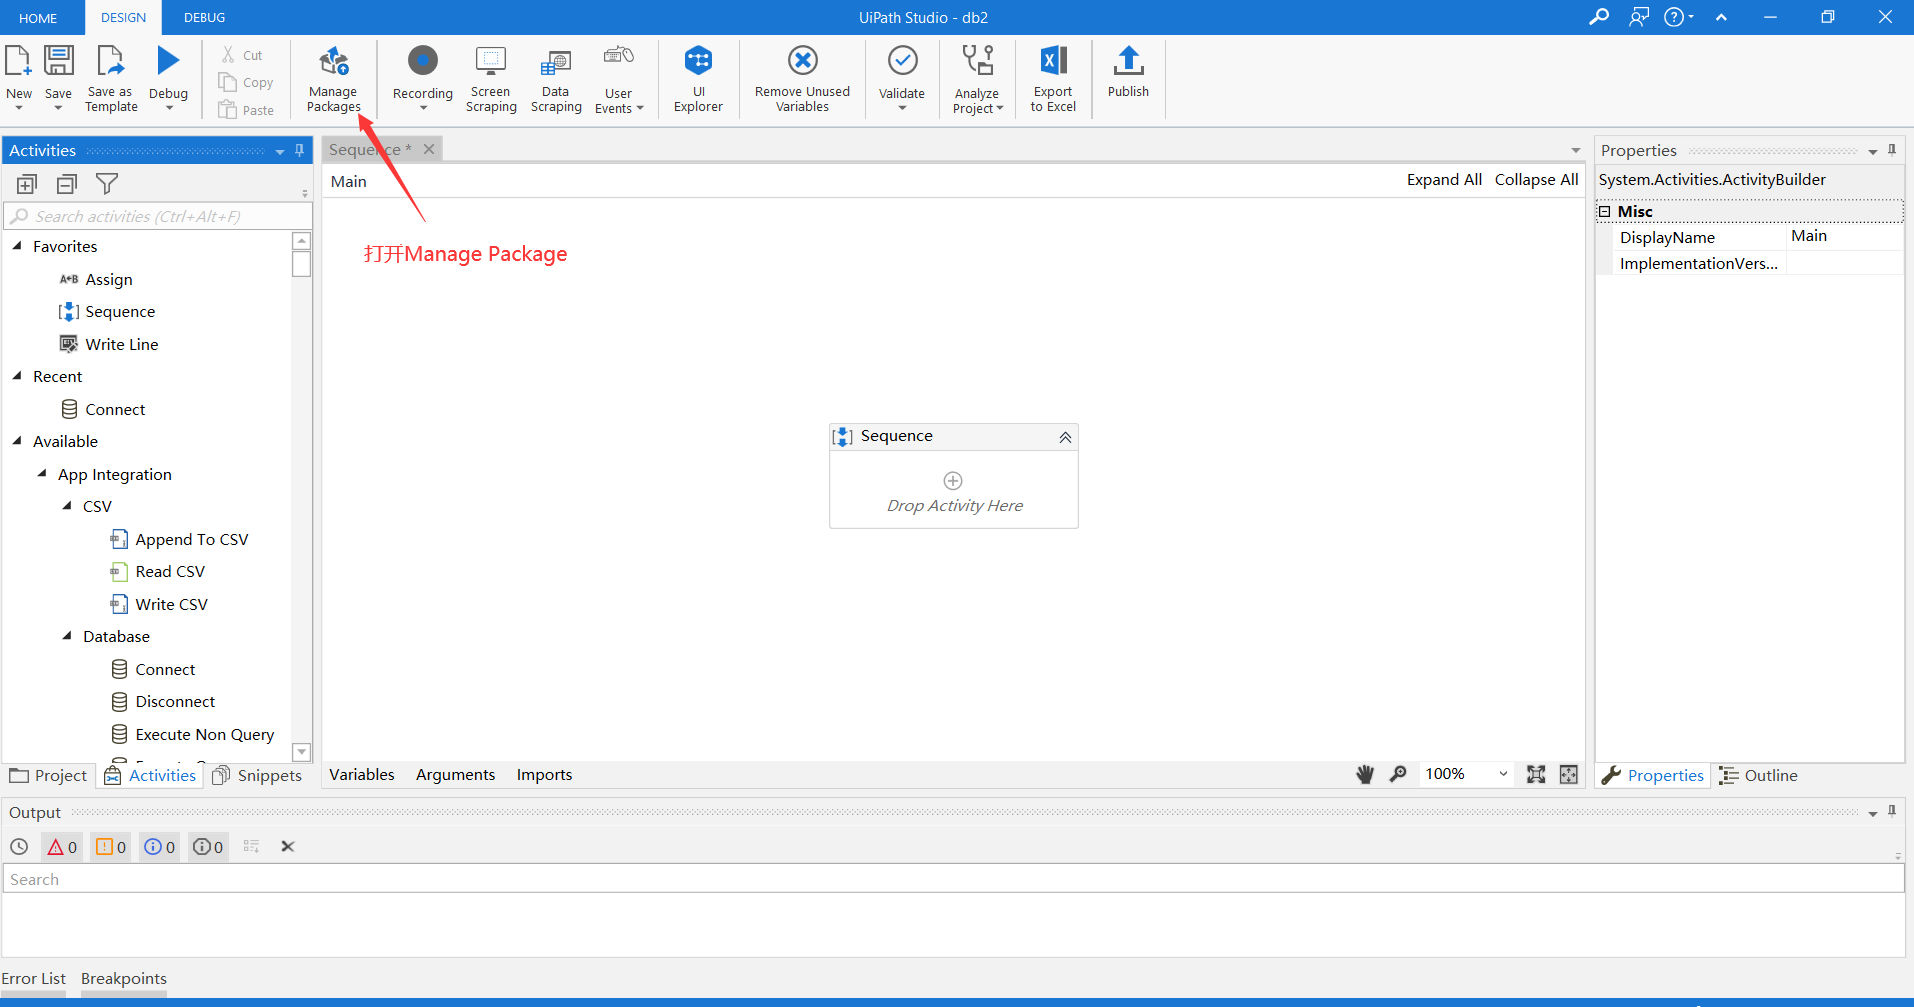 HOME DESIGN DEBUG UiPath Studio - db2
New Save Save as Template Debug
Cut
Copy
Paste
Manage Packages
Recording
Screen Scraping
Data Scraping
User Events
UI Explorer
Remove Unused Variables
Validate
Analyze Project
Export to Excel
Publish
Activities
Search activities (Ctrl+Alt+F)
Favorites
Assign
Sequence
Write Line
Recent
Connect
Available
App Integration
CSV
Append To CSV
Read CSV
Write CSV
Database
Connect
Disconnect
Execute Non Query
Project Activities Snippets
Sequence *
Main Expand All Collapse All
打开Manage Package
Sequence
Drop Activity Here
Variables Arguments Imports 100%
Properties
System.Activities.ActivityBuilder
Misc
DisplayName Main
ImplementationVers...
Properties Outline
Output
0 0 0 0
Search
Error List Breakpoints